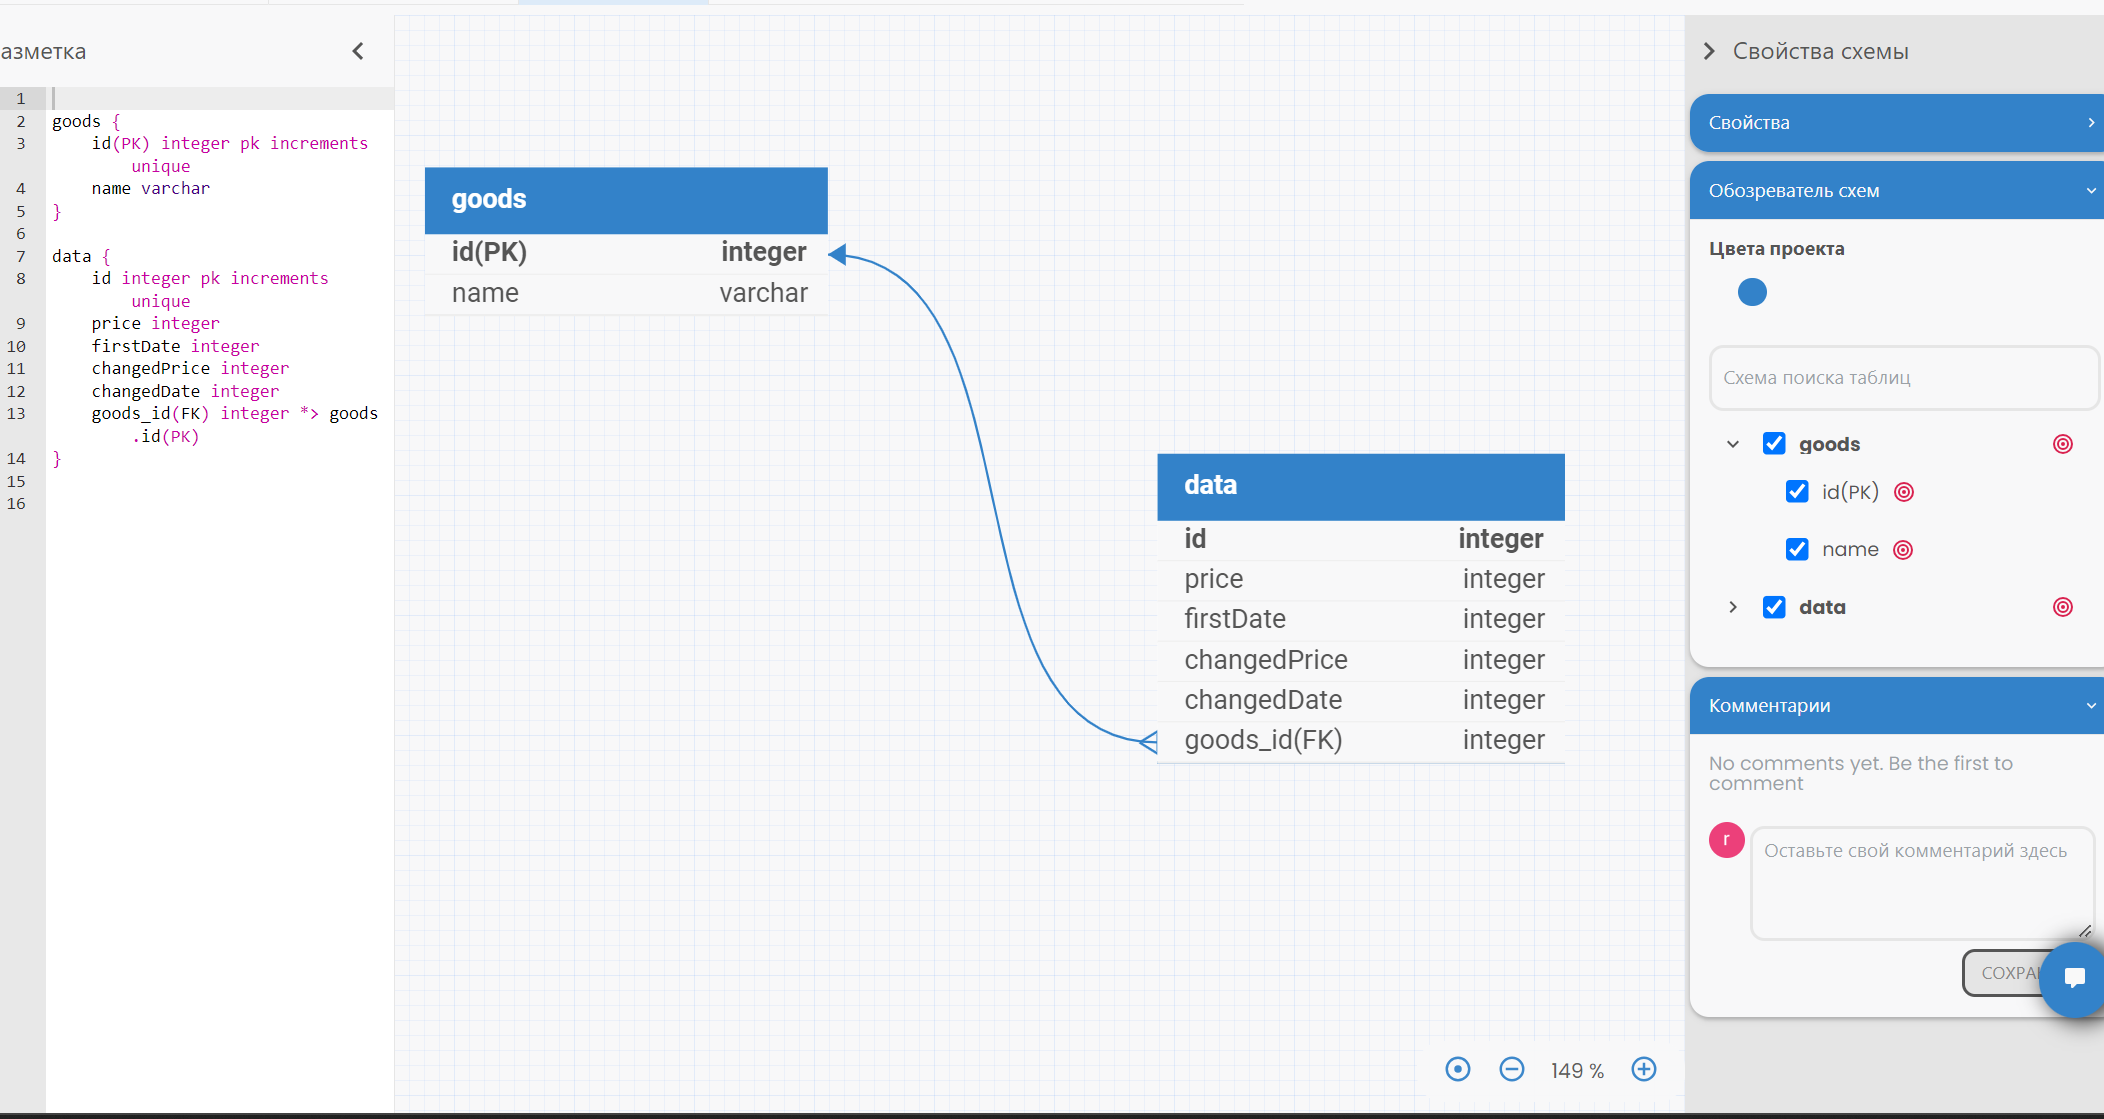 азметка
1
2 goods {
3 id(PK) integer pk increments
unique
4 name varchar
5 }
6
7 data {
8 id integer pk increments
unique
9 price integer
10 firstDate integer
11 changedPrice integer
12 changedDate integer
13 goods_id(FK) integer *> goods
.id(PK)
14 }
15
16
goods
id(PK) integer
name varchar
data
id integer
price integer
firstDate integer
changedPrice integer
changedDate integer
goods_id(FK) integer
149 %
Свойства схемы
Свойства
Обозреватель схем
Цвета проекта
Схема поиска таблиц
goods
id(PK)
name
data
Комментарии
No comments yet. Be the first to
comment
r
Оставьте свой комментарий здесь
СОХРА